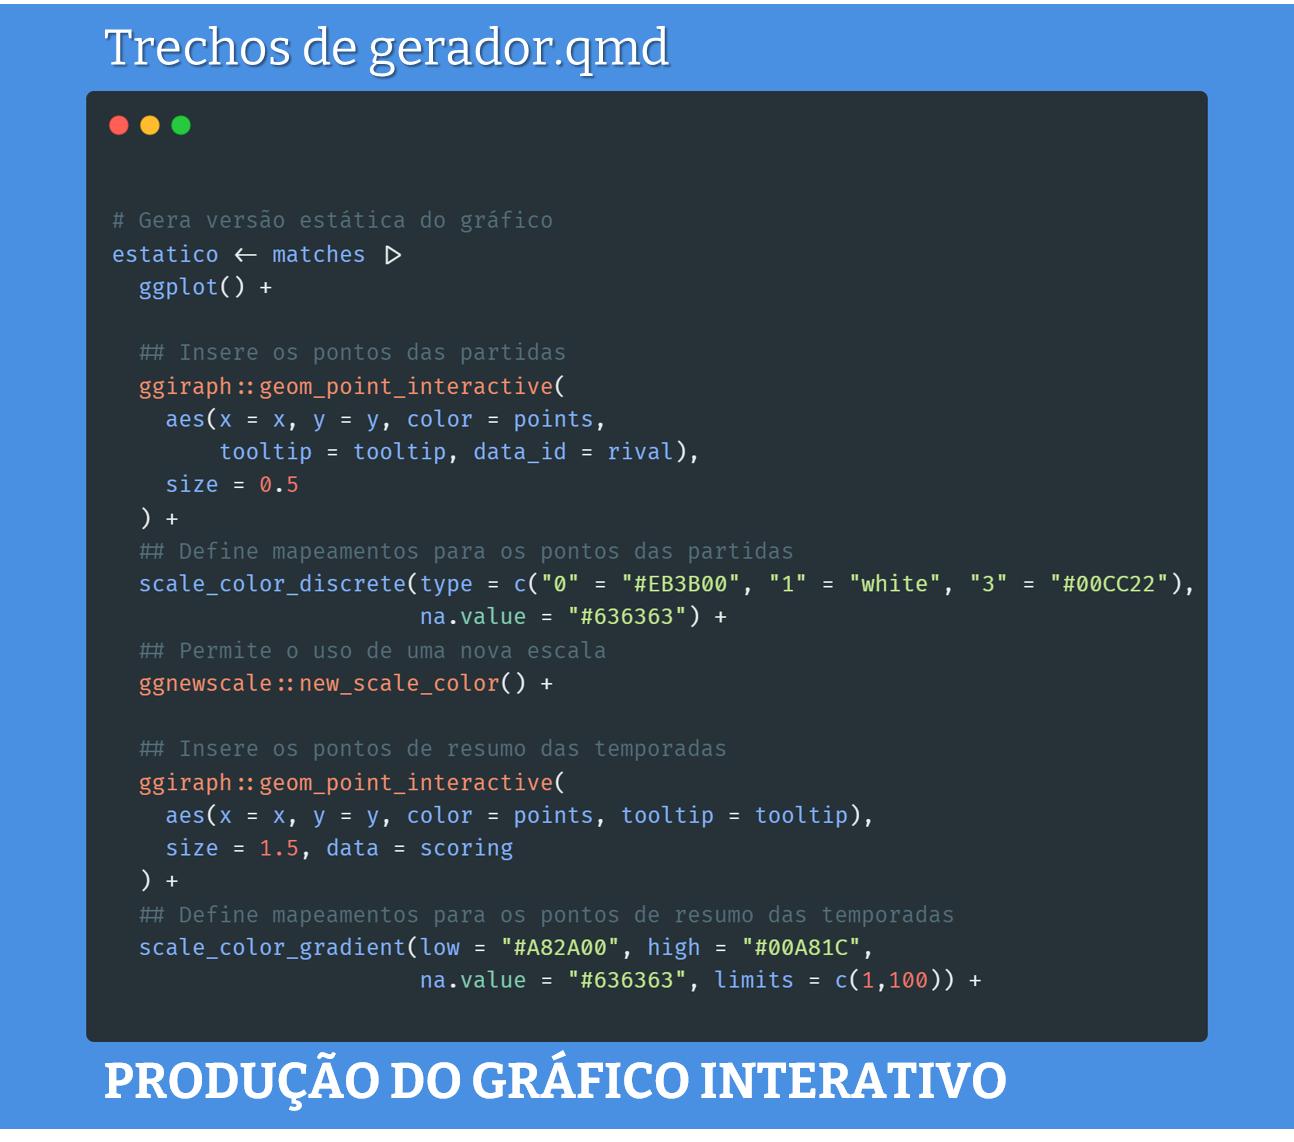 Trechos de gerador.qmd
# Gera versão estática do gráfico
estatico <- matches |>
  ggplot() +
  ## Insere os pontos das partidas
  ggiraph::geom_point_interactive(
    aes(x = x, y = y, color = points,
        tooltip = tooltip, data_id = rival),
    size = 0.5
  ) +
  ## Define mapeamentos para os pontos das partidas
  scale_color_discrete(type = c("0" = "#EB3B00", "1" = "white", "3" = "#00CC22"),
                       na.value = "#636363") +
  ## Permite o uso de uma nova escala
  ggnewscale::new_scale_color() +
  ## Insere os pontos de resumo das temporadas
  ggiraph::geom_point_interactive(
    aes(x = x, y = y, color = points, tooltip = tooltip),
    size = 1.5, data = scoring
  ) +
  ## Define mapeamentos para os pontos de resumo das temporadas
  scale_color_gradient(low = "#A82A00", high = "#00A81C",
                       na.value = "#636363", limits = c(1,100)) +
PRODUÇÃO DO GRÁFICO INTERATIVO